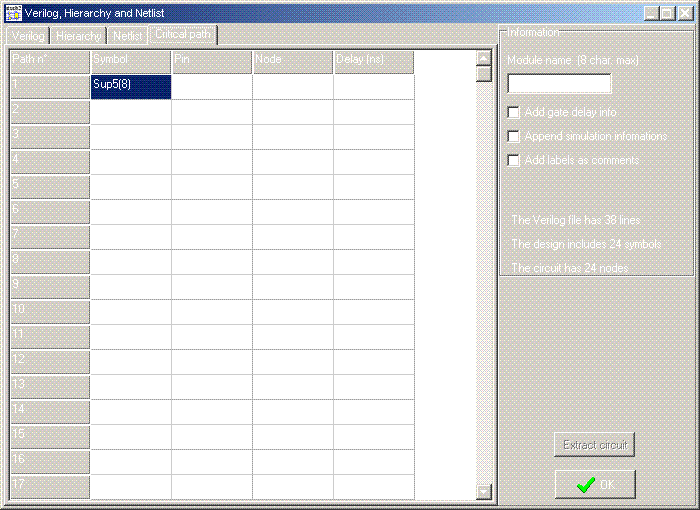 Verilog, Hierarchy and Netlist
Verilog Hierarchy Netlist Critical path
Path n° Symbol Pin Node Delay (ns)
1 Sup5(8)
2
3
4
5
6
7
8
9
10
11
12
13
14
15
16
17
Information
Module name (8 char. max)
Add gate delay info
Append simulation infomations
Add labels as comments
The Verilog file has 38 lines
The design includes 24 symbols
The circuit has 24 nodes
Extract circuit
OK